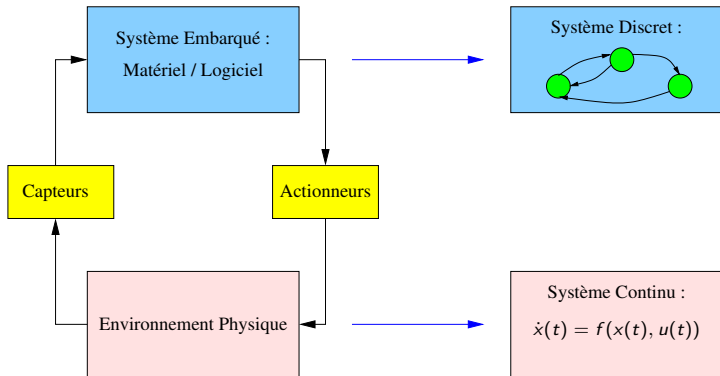 Système Embarqué :
Matériel / Logiciel
Système Discret :
Capteurs
Actionneurs
Environnement Physique
Système Continu :
ẋ(t) = f(x(t), u(t))